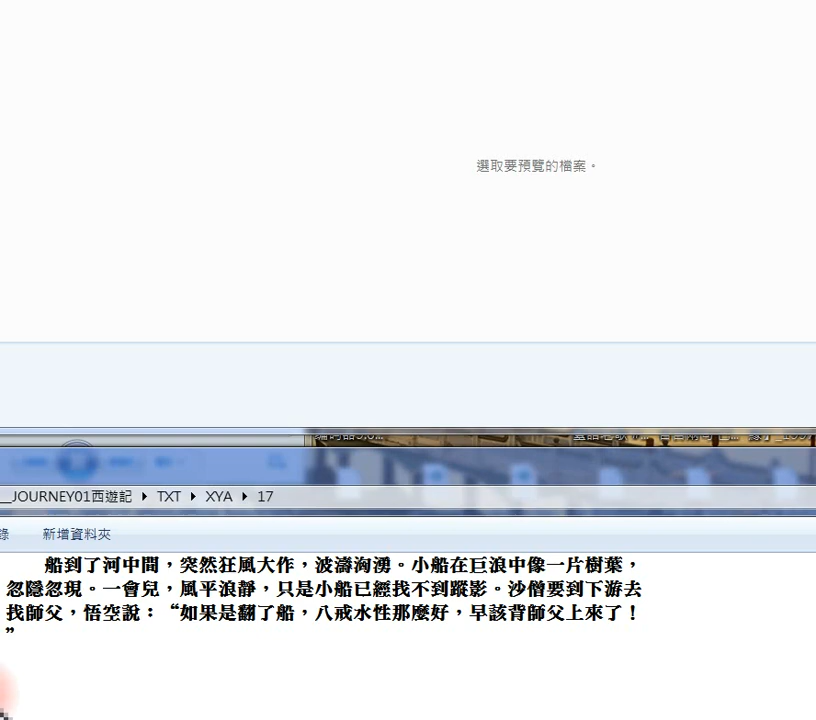 選取要預覽的檔案。
__JOURNEY01西遊記 ▸ TXT ▸ XYA ▸ 17
錄 新增資料夾
船到了河中間，突然狂風大作，波濤洶湧。小船在巨浪中像一片樹葉，
忽隱忽現。一會兒，風平浪靜，只是小船已經找不到蹤影。沙僧要到下游去
找師父，悟空說：“如果是翻了船，八戒水性那麼好，早該背師父上來了！
”